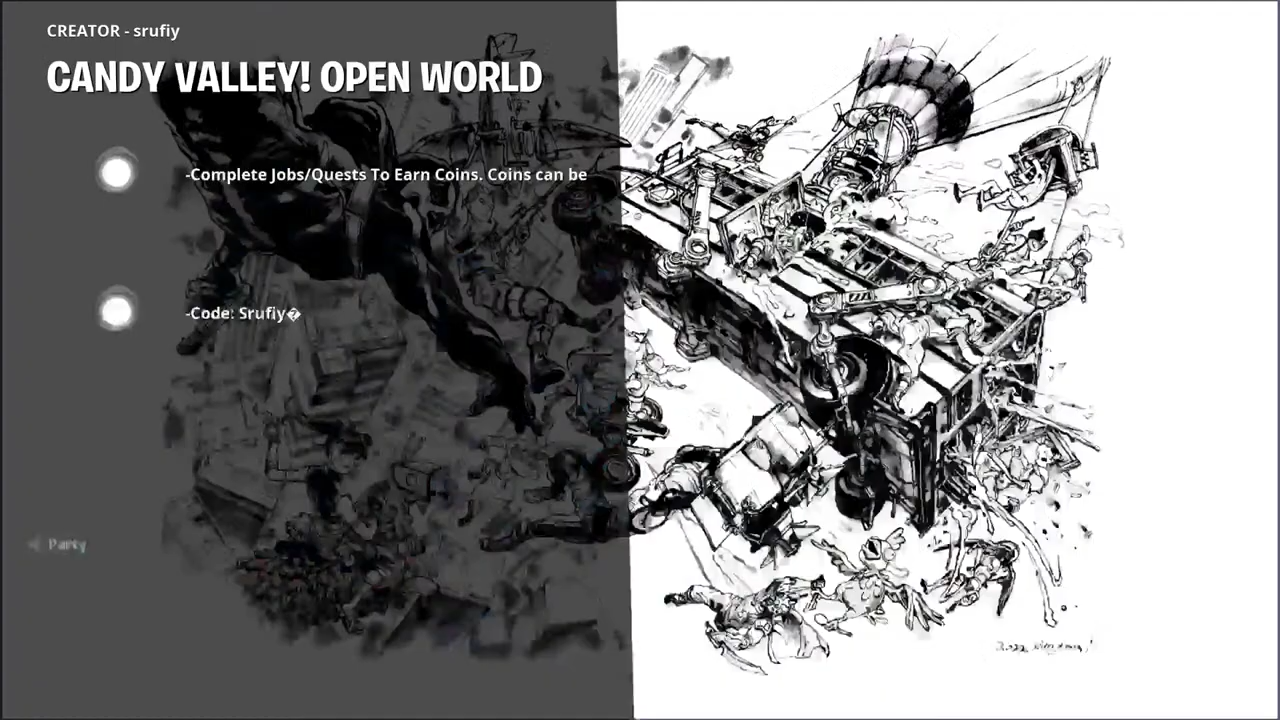 CREATOR - srufiy
CANDY VALLEY! OPEN WORLD
-Complete Jobs/Quests To Earn Coins. Coins can be
-Code: Srufiy�
Party